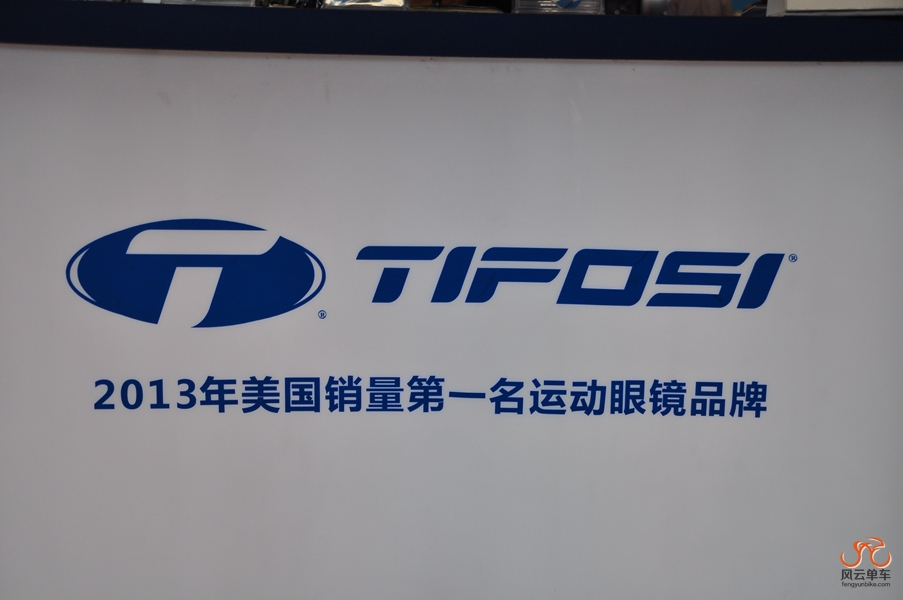 TIFOSI®
®
2013年美国销量第一名运动眼镜品牌
风云单车
fengyunbike.com